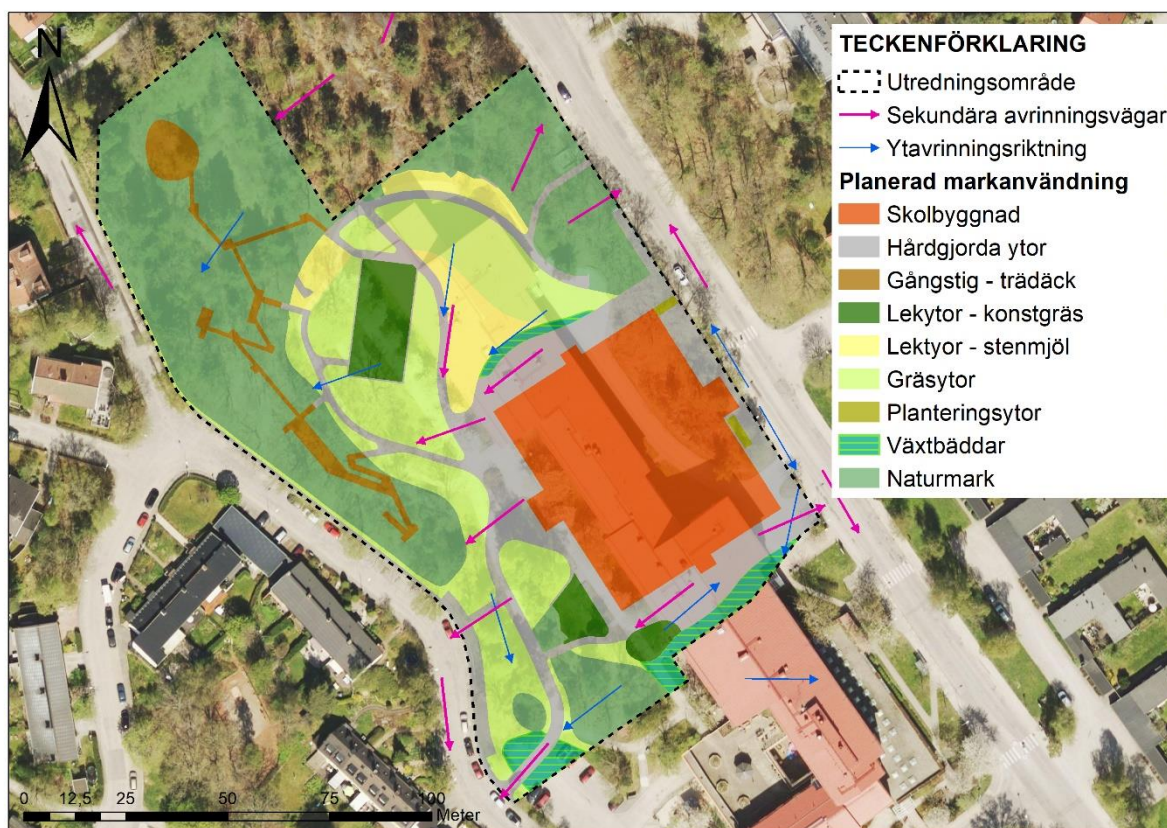 N
TECKENFÖRKLARING
Utredningsområde
Sekundära avrinningsvägar
Ytavrinningsriktning
Planerad markanvändning
Skolbyggnad
Hårdgjorda ytor
Gångstig - trädäck
Lekytor - konstgräs
Lektyor - stenmjöl
Gräsytor
Planteringsytor
Växtbäddar
Naturmark
0 12,5 25 50 75 100
Meter